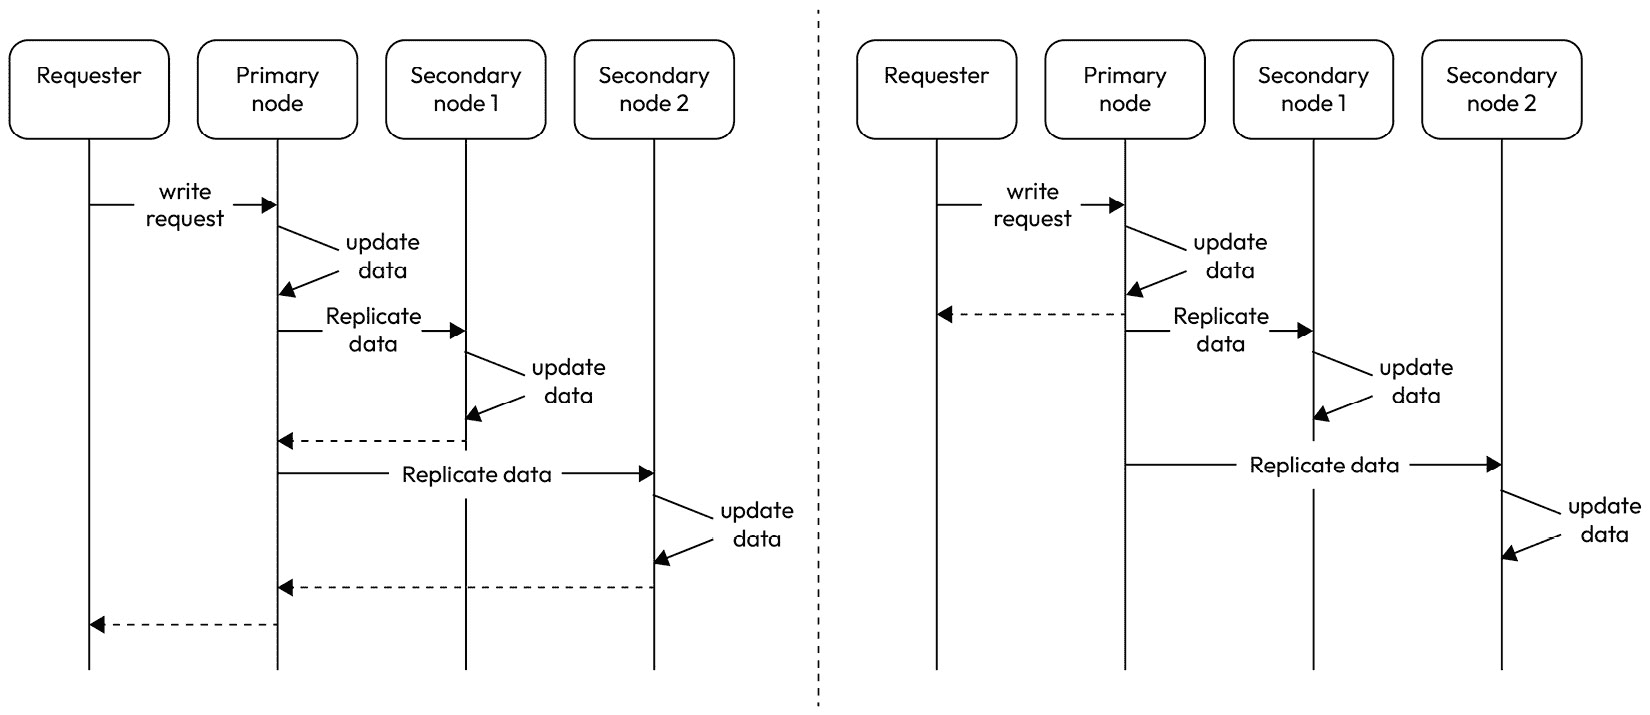 Requester
Primary
node
Secondary
node 1
Secondary
node 2
write
request
update
data
Replicate
data
update
data
Replicate data
update
data
Requester
Primary
node
Secondary
node 1
Secondary
node 2
write
request
update
data
Replicate
data
update
data
Replicate data
update
data